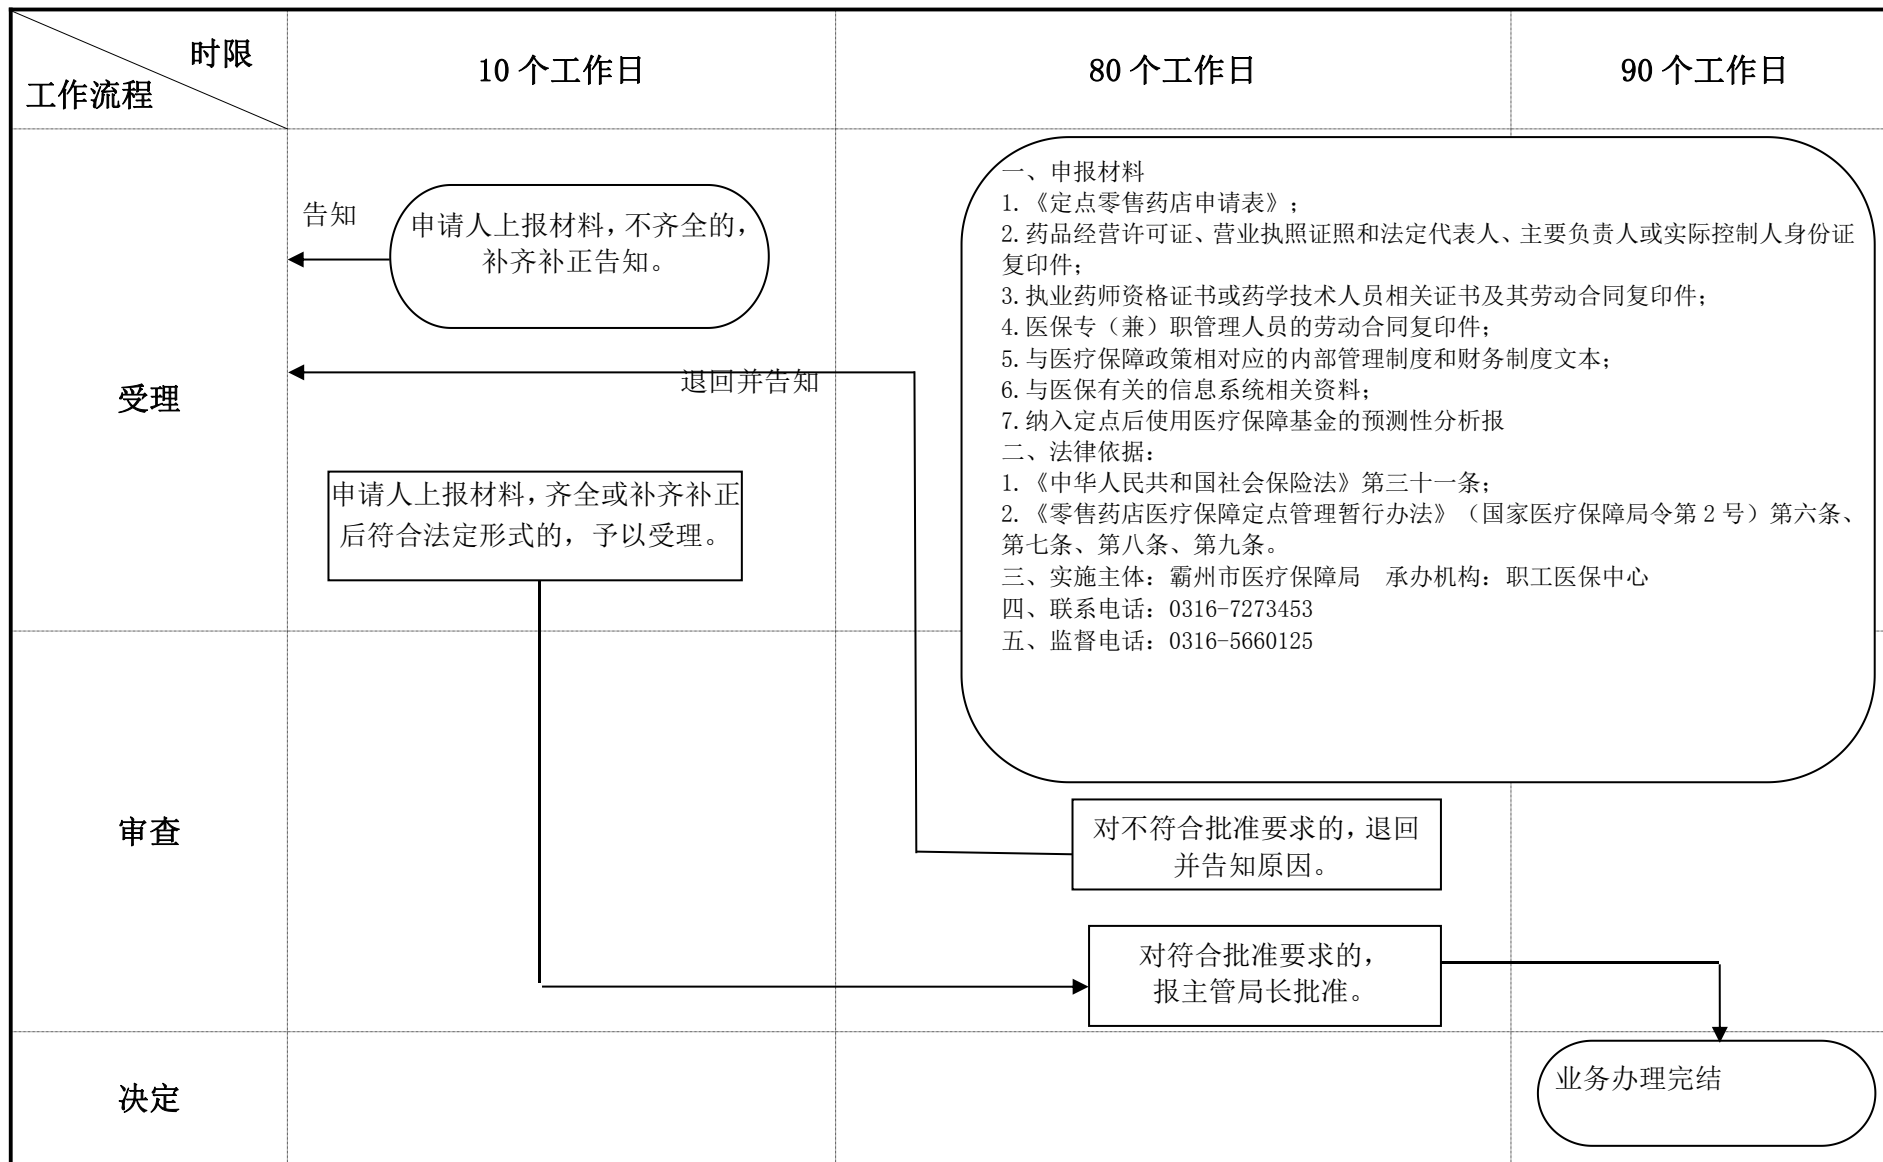 时限
工作流程
10 个工作日
80 个工作日
90 个工作日
告知
申请人上报材料，不齐全的，
补齐补正告知。
退回并告知
受理
申请人上报材料，齐全或补齐补正
后符合法定形式的，予以受理。
一、申报材料
1.《定点零售药店申请表》；
2.药品经营许可证、营业执照证照和法定代表人、主要负责人或实际控制人身份证
复印件；
3.执业药师资格证书或药学技术人员相关证书及其劳动合同复印件；
4.医保专（兼）职管理人员的劳动合同复印件；
5.与医疗保障政策相对应的内部管理制度和财务制度文本；
6.与医保有关的信息系统相关资料；
7.纳入定点后使用医疗保障基金的预测性分析报
二、法律依据：
1.《中华人民共和国社会保险法》第三十一条；
2.《零售药店医疗保障定点管理暂行办法》（国家医疗保障局令第 2 号）第六条、
第七条、第八条、第九条。
三、实施主体：霸州市医疗保障局　承办机构：职工医保中心
四、联系电话：0316-7273453
五、监督电话：0316-5660125
审查
对不符合批准要求的，退回
并告知原因。
对符合批准要求的，
报主管局长批准。
决定
业务办理完结